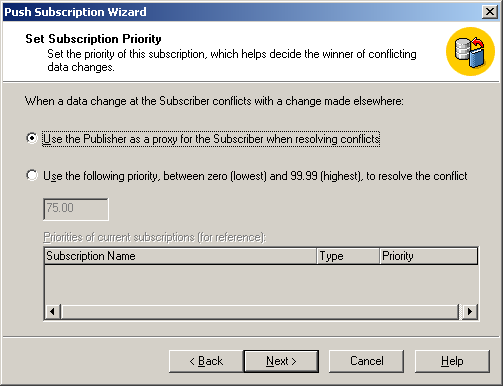 Push Subscription Wizard
Set Subscription Priority
Set the priority of this subscription, which helps decide the winner of conflicting
data changes.
When a data change at the Subscriber conflicts with a change made elsewhere:
Use the Publisher as a proxy for the Subscriber when resolving conflicts
Use the following priority, between zero (lowest) and 99.99 (highest), to resolve the conflict
75.00
Priorities of current subscriptions (for reference):
Subscription Name Type Priority
< Back Next > Cancel Help